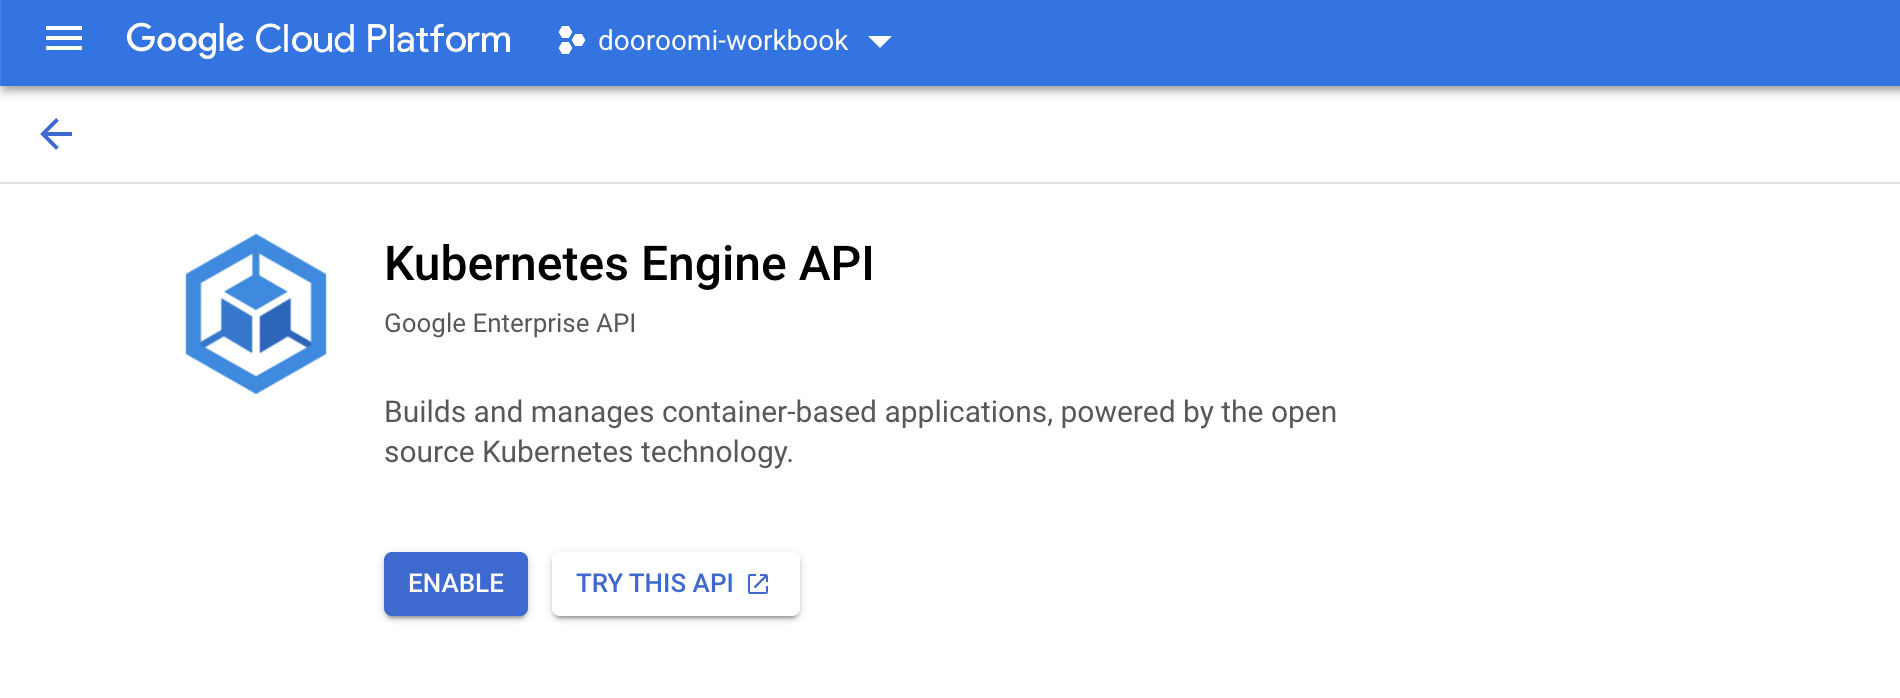 Google Cloud Platform dooroomi-workbook
Kubernetes Engine API
Google Enterprise API
Builds and manages container-based applications, powered by the open
source Kubernetes technology.
ENABLE TRY THIS API